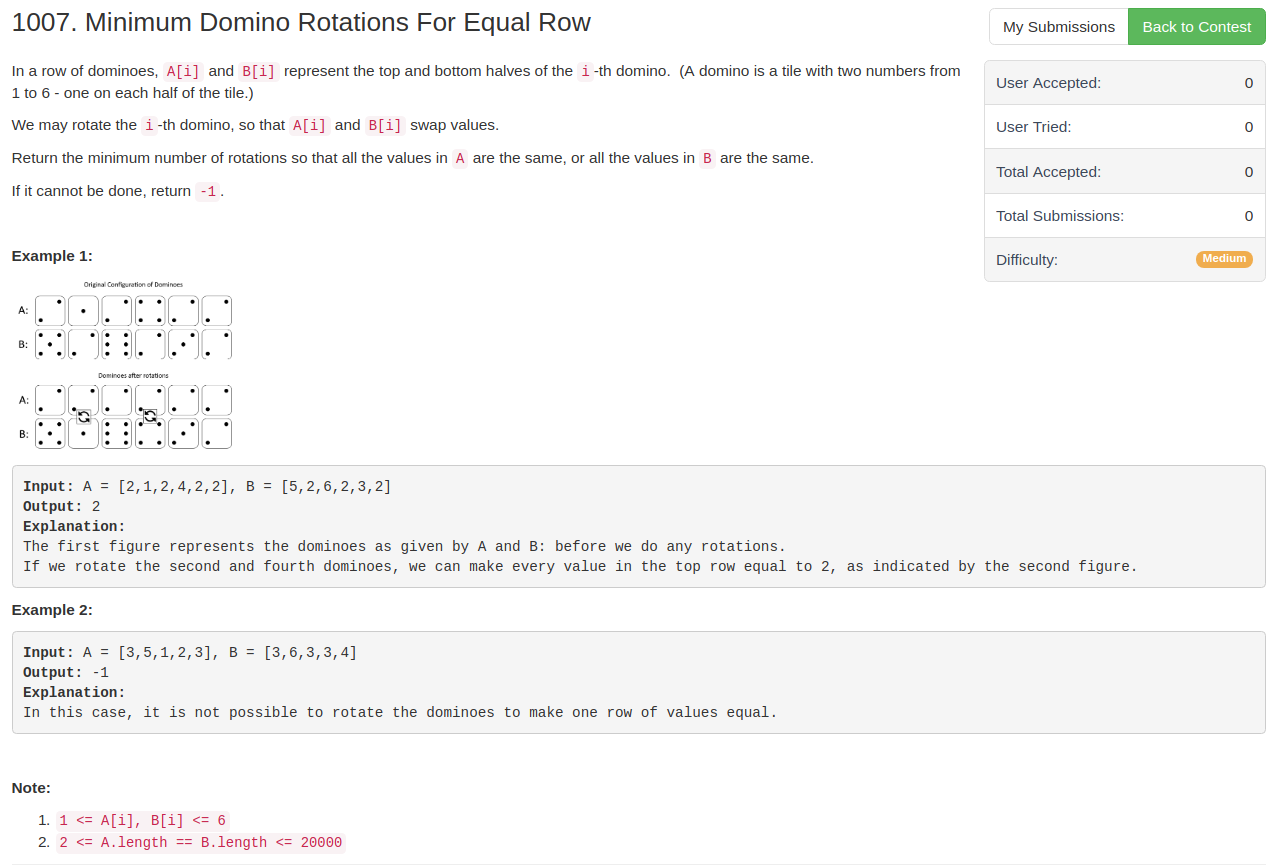 1007. Minimum Domino Rotations For Equal Row
My Submissions
Back to Contest
In a row of dominoes, A[i] and B[i] represent the top and bottom halves of the i-th domino. (A domino is a tile with two numbers from
1 to 6 - one on each half of the tile.)
We may rotate the i-th domino, so that A[i] and B[i] swap values.
Return the minimum number of rotations so that all the values in A are the same, or all the values in B are the same.
If it cannot be done, return -1.
User Accepted: 0
User Tried: 0
Total Accepted: 0
Total Submissions: 0
Difficulty: Medium
Example 1:
Original Configuration of Dominoes
A:
B:
Dominoes after rotations
A:
B:
Input: A = [2,1,2,4,2,2], B = [5,2,6,2,3,2]
Output: 2
Explanation:
The first figure represents the dominoes as given by A and B: before we do any rotations.
If we rotate the second and fourth dominoes, we can make every value in the top row equal to 2, as indicated by the second figure.
Example 2:
Input: A = [3,5,1,2,3], B = [3,6,3,3,4]
Output: -1
Explanation:
In this case, it is not possible to rotate the dominoes to make one row of values equal.
Note:
1. 1 <= A[i], B[i] <= 6
2. 2 <= A.length == B.length <= 20000